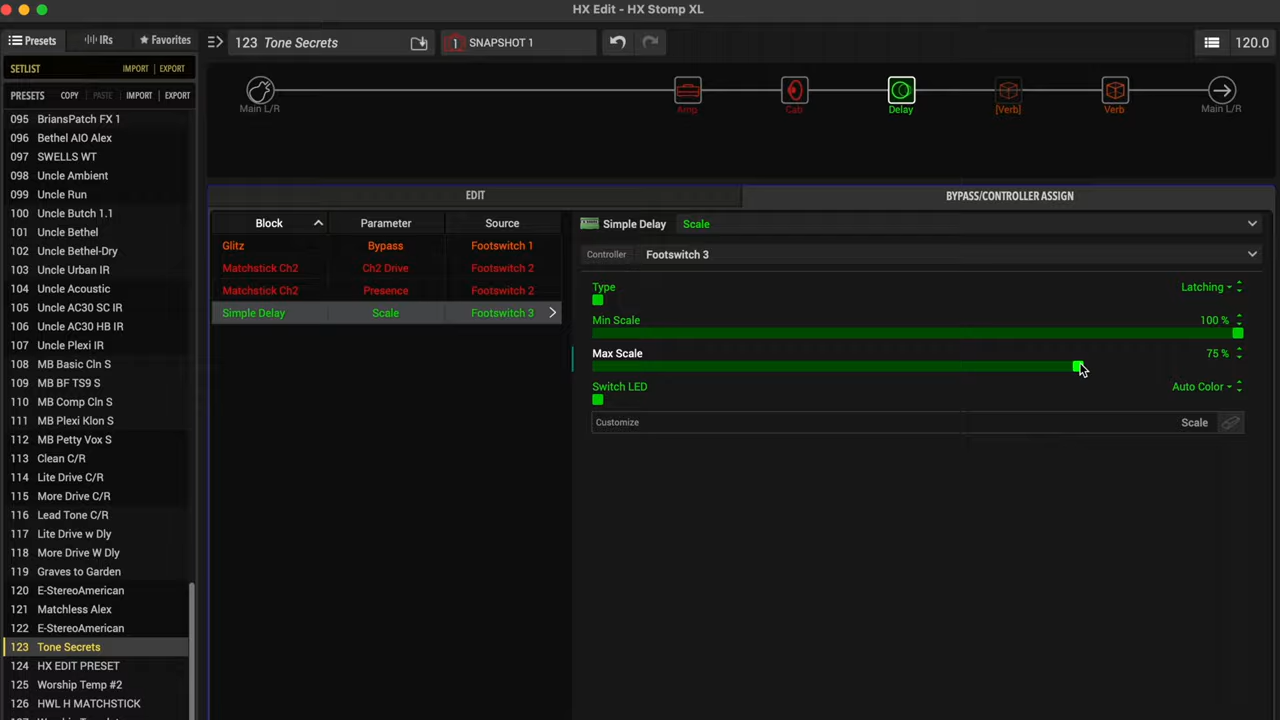 HX Edit - HX Stomp XL
Presets
IRs
Favorites
123 Tone Secrets
1 SNAPSHOT 1
120.0
SETLIST IMPORT EXPORT
PRESETS COPY PASTE IMPORT EXPORT
Main L/R
Amp
Cab
Delay
[Verb]
Verb
Main L/R
095 BriansPatch FX 1
096 Bethel AIO Alex
097 SWELLS WT
098 Uncle Ambient
099 Uncle Run
100 Uncle Butch 1.1
101 Uncle Bethel
102 Uncle Bethel-Dry
103 Uncle Urban IR
104 Uncle Acoustic
105 Uncle AC30 SC IR
106 Uncle AC30 HB IR
107 Uncle Plexi IR
108 MB Basic Cln S
109 MB BF TS9 S
110 MB Comp Cln S
111 MB Plexi Klon S
112 MB Petty Vox S
113 Clean C/R
114 Lite Drive C/R
115 More Drive C/R
116 Lead Tone C/R
117 Lite Drive w Dly
118 More Drive W Dly
119 Graves to Garden
120 E-StereoAmerican
121 Matchless Alex
122 E-StereoAmerican
123 Tone Secrets
124 HX EDIT PRESET
125 Worship Temp #2
126 HWL H MATCHSTICK
EDIT
BYPASS/CONTROLLER ASSIGN
Block Parameter Source
Glitz Bypass Footswitch 1
Matchstick Ch2 Ch2 Drive Footswitch 2
Matchstick Ch2 Presence Footswitch 2
Simple Delay Scale Footswitch 3
Simple Delay Scale
Controller Footswitch 3
Type Latching
Min Scale 100 %
Max Scale 75 %
Switch LED Auto Color
Customize Scale